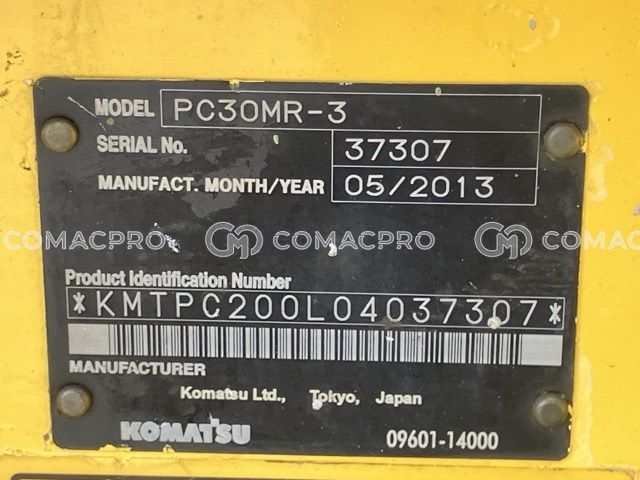 MODEL PC30MR-3
SERIAL No. 37307
MANUFACT. MONTH/YEAR 05/2013
COMACPRO COMACPRO COMACPRO
Product Identification Number
*KMTPC200L04037307*
MANUFACTURER
Komatsu Ltd., Tokyo, Japan
KOMATSU 09601-14000